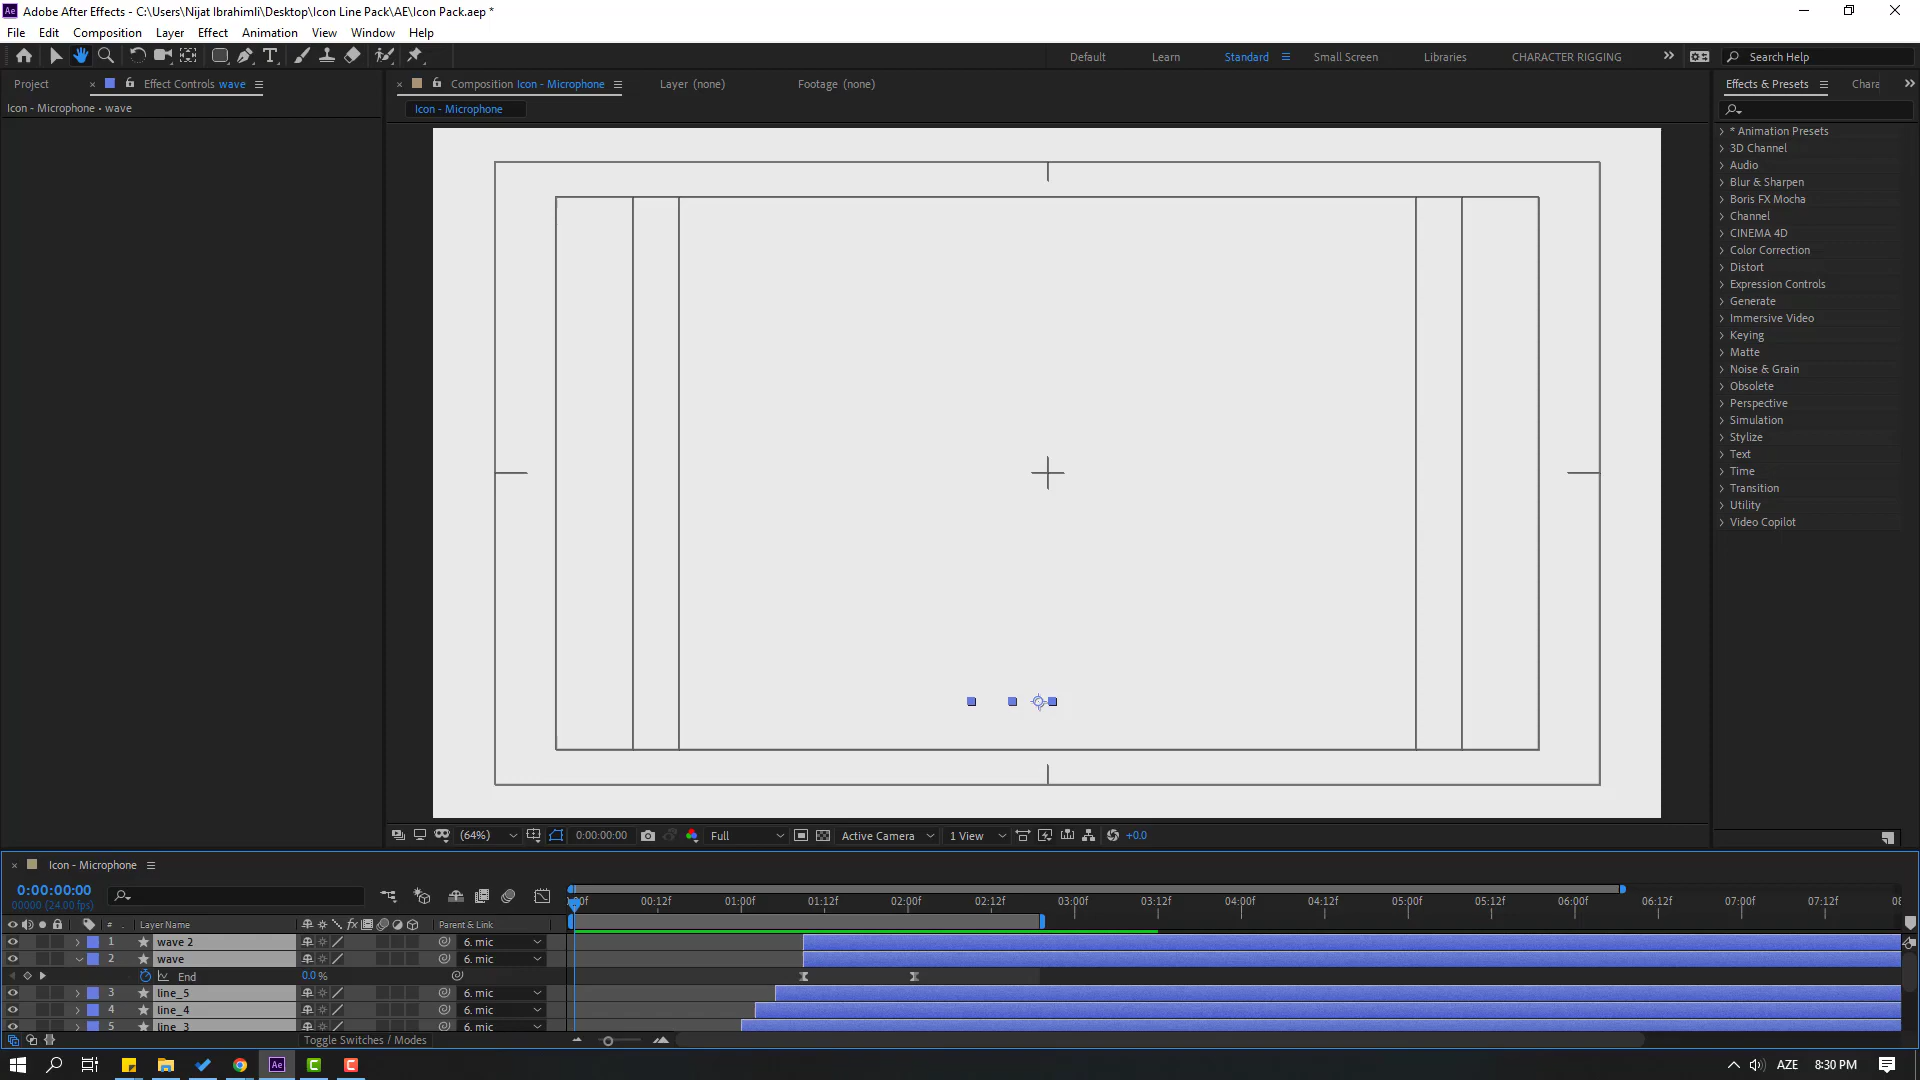 Adobe After Effects - C:\Users\Nijat Ibrahimli\Desktop\Icon Line Pack\AE\Icon Pack.aep *
File Edit Composition Layer Effect Animation View Window Help
Default Learn Standard Small Screen Libraries CHARACTER RIGGING Search Help
Project Effect Controls wave
Icon - Microphone • wave
Composition Icon - Microphone Layer (none) Footage (none)
Icon - Microphone
Effects & Presets Chara
* Animation Presets
3D Channel
Audio
Blur & Sharpen
Boris FX Mocha
Channel
CINEMA 4D
Color Correction
Distort
Expression Controls
Generate
Immersive Video
Keying
Matte
Noise & Grain
Obsolete
Perspective
Simulation
Stylize
Text
Time
Transition
Utility
Video Copilot
(64%) 0:00:00:00 Full Active Camera 1 View +0.0
Icon - Microphone
0:00:00:00
00000 (24.00 fps)
:00f 00:12f 01:00f 01:12f 02:00f 02:12f 03:00f 03:12f 04:00f 04:12f 05:00f 05:12f 06:00f 06:12f 07:00f 07:12f
# Layer Name Parent & Link
1 wave 2 6. mic
2 wave 6. mic
End 0.0 %
3 line_5 6. mic
4 line_4 6. mic
5 line_3 6. mic
Toggle Switches / Modes
AZE 8:30 PM